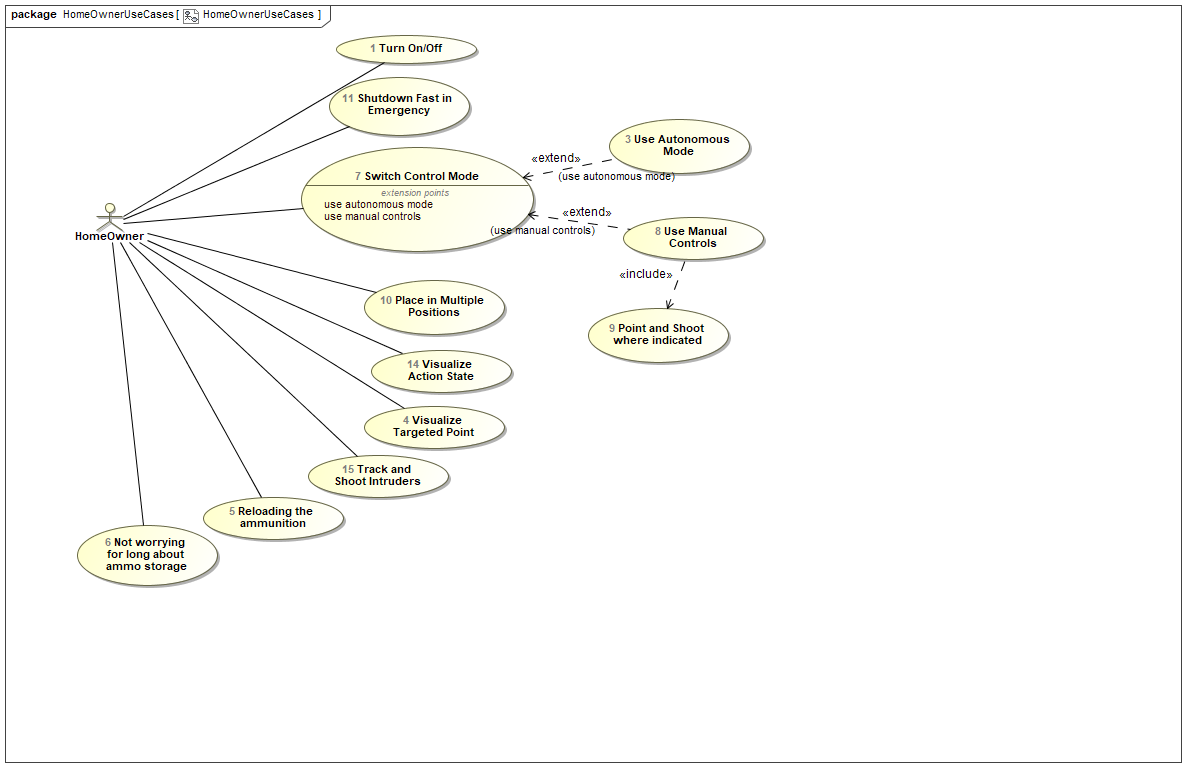 package HomeOwnerUseCases [ HomeOwnerUseCases ]
1 Turn On/Off
11 Shutdown Fast in
Emergency
3 Use Autonomous
Mode
«extend»
(use autonomous mode)
7 Switch Control Mode
extension points
use autonomous mode
use manual controls
«extend»
(use manual controls)
8 Use Manual
Controls
HomeOwner
«include»
10 Place in Multiple
Positions
9 Point and Shoot
where indicated
14 Visualize
Action State
4 Visualize
Targeted Point
15 Track and
Shoot Intruders
5 Reloading the
ammunition
6 Not worrying
for long about
ammo storage